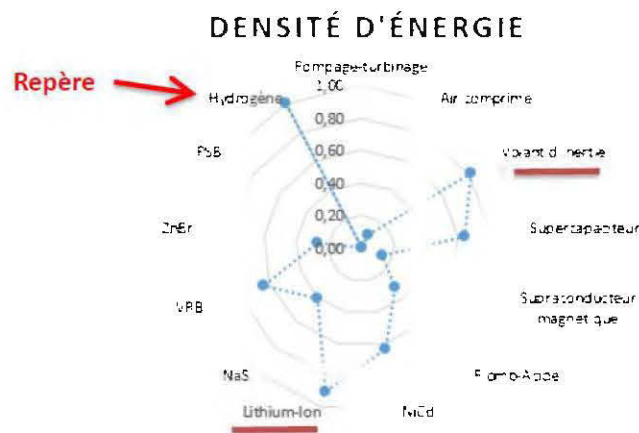 DENSITÉ D'ÉNERGIE
Repère
Pompage-turbinage
1,00
Hydrogène
Air comprimé
0,80
PSB
0,60
Volant d'inertie
0,40
0,20
ZnBr
Supercapaciteur
0,00
VRB
Supraconducteur
magnétique
NaS
Plomb-Acide
Lithium-Ion
NiCd